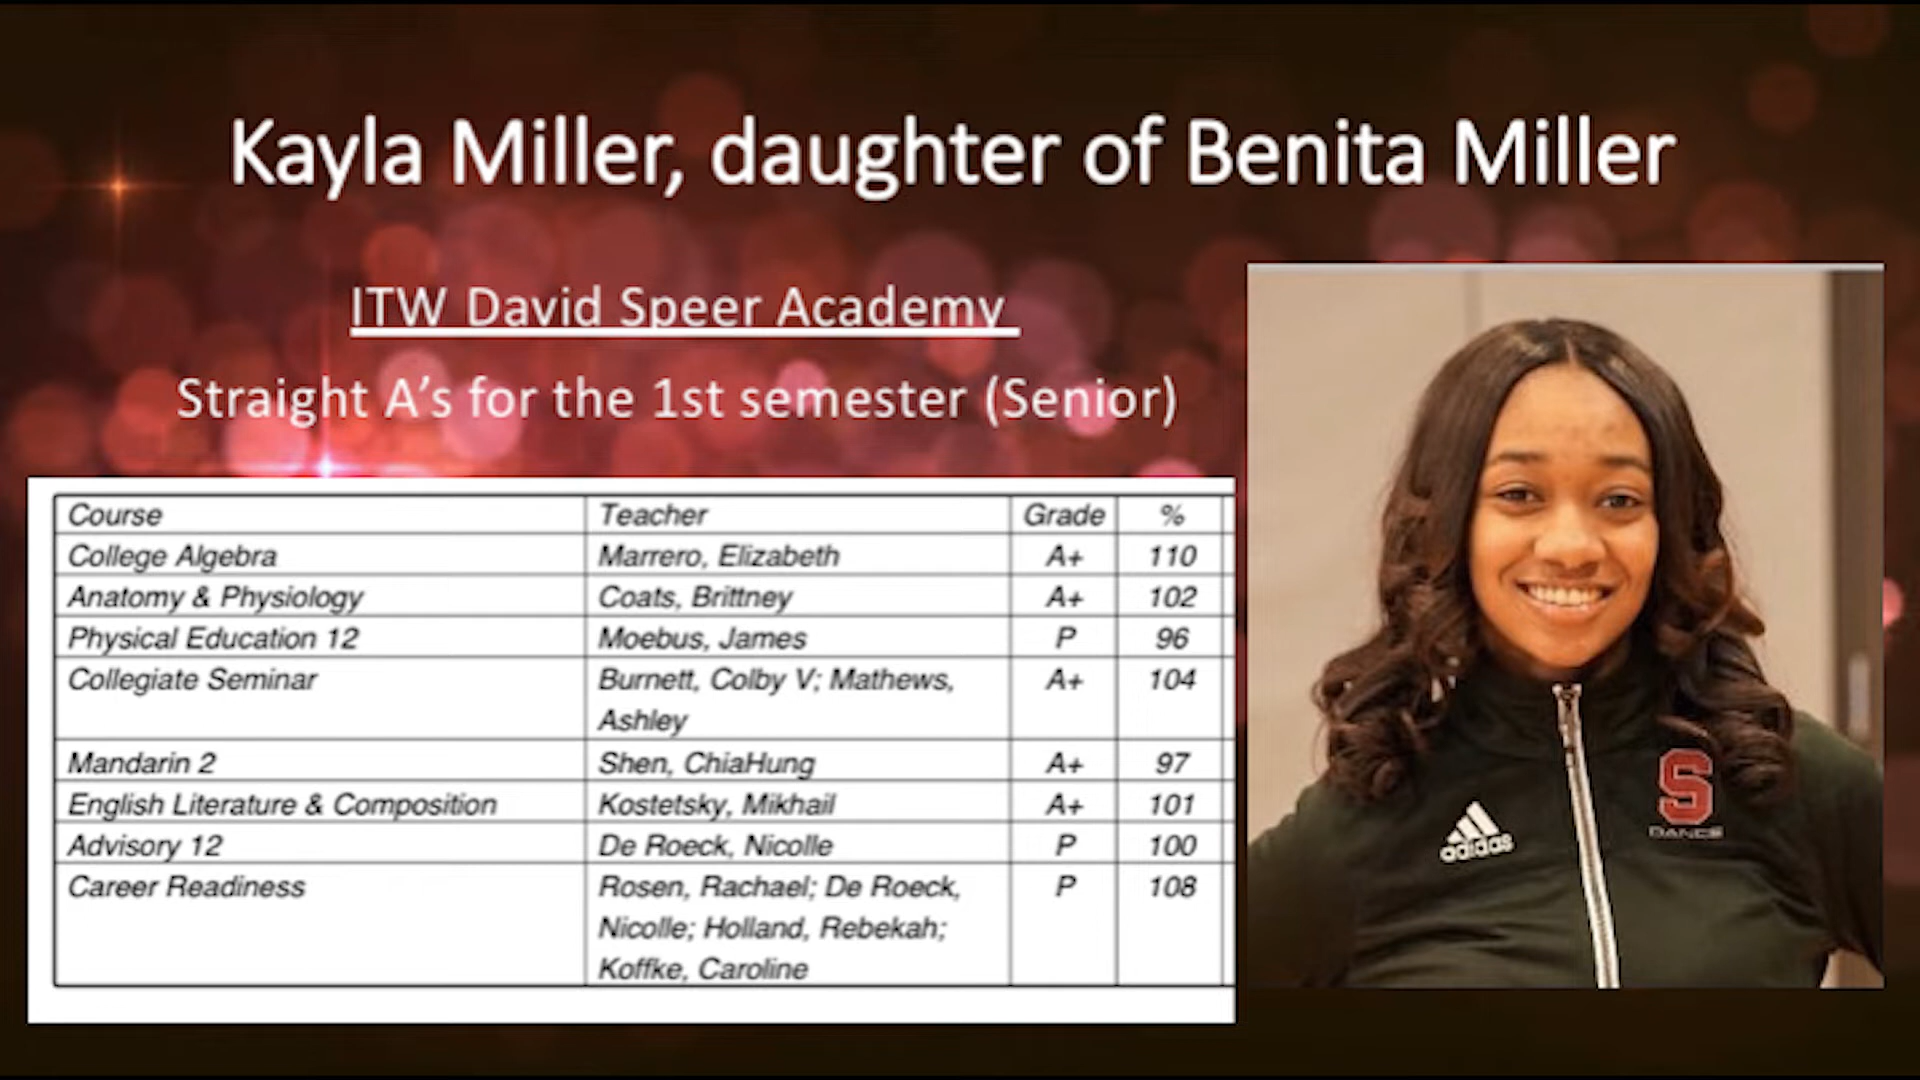 Kayla Miller, daughter of Benita Miller
ITW David Speer Academy
Straight A's for the 1st semester (Senior)
Course Teacher Grade %
College Algebra Marrero, Elizabeth A+ 110
Anatomy & Physiology Coats, Brittney A+ 102
Physical Education 12 Moebus, James P 96
Collegiate Seminar Burnett, Colby V; Mathews, A+ 104
Ashley
Mandarin 2 Shen, ChiaHung A+ 97
English Literature & Composition Kostetsky, Mikhail A+ 101
Advisory 12 De Roeck, Nicolle P 100
Career Readiness Rosen, Rachael; De Roeck, P 108
Nicolle; Holland, Rebekah;
Koffke, Caroline
adidas
S
DANCE